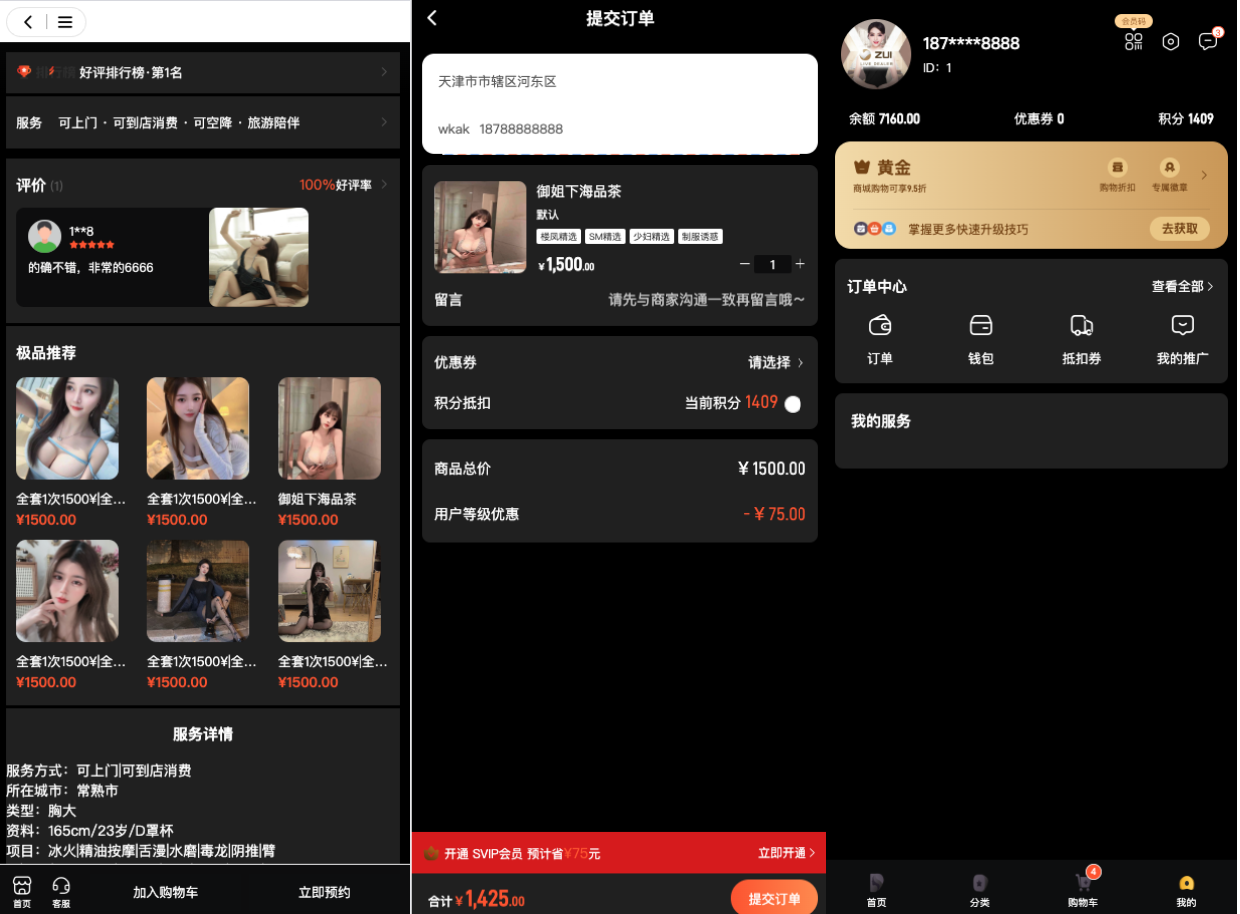 排行榜 好评排行榜·第1名
服务 可上门 · 可到店消费 · 可空降 · 旅游陪伴
评价 (1) 100%好评率
1**8
的确不错，非常的6666
极品推荐
全套1次1500¥|全... 全套1次1500¥|全... 御姐下海品茶
¥1500.00 ¥1500.00 ¥1500.00
全套1次1500¥|全... 全套1次1500¥|全... 全套1次1500¥|全...
¥1500.00 ¥1500.00 ¥1500.00
服务详情
服务方式：可上门|可到店消费
所在城市：常熟市
类型：胸大
资料：165cm/23岁/D罩杯
项目：冰火|精油按摩|舌漫|水磨|毒龙|阴推|臂
首页 客服 加入购物车 立即预约
提交订单
天津市市辖区河东区
wkak 18788888888
御姐下海品茶
默认
楼凤精选 SM精选 少妇精选 制服诱惑
¥1,500.00 － 1 ＋
留言 请先与商家沟通一致再留言哦～
优惠券 请选择
积分抵扣 当前积分 1409
商品总价 ¥1500.00
用户等级优惠 -¥75.00
开通 SVIP会员 预计省¥75元 立即开通
合计 ¥1,425.00 提交订单
会员码
187****8888 3
ID：1
ZUI
LIVE DEALER
余额 7160.00 优惠券 0 积分 1409
黄金
商城购物可享9.5折 购物折扣 专属徽章
掌握更多快速升级技巧 去获取
订单中心 查看全部
订单 钱包 抵扣券 我的推广
我的服务
4
首页 分类 购物车 我的